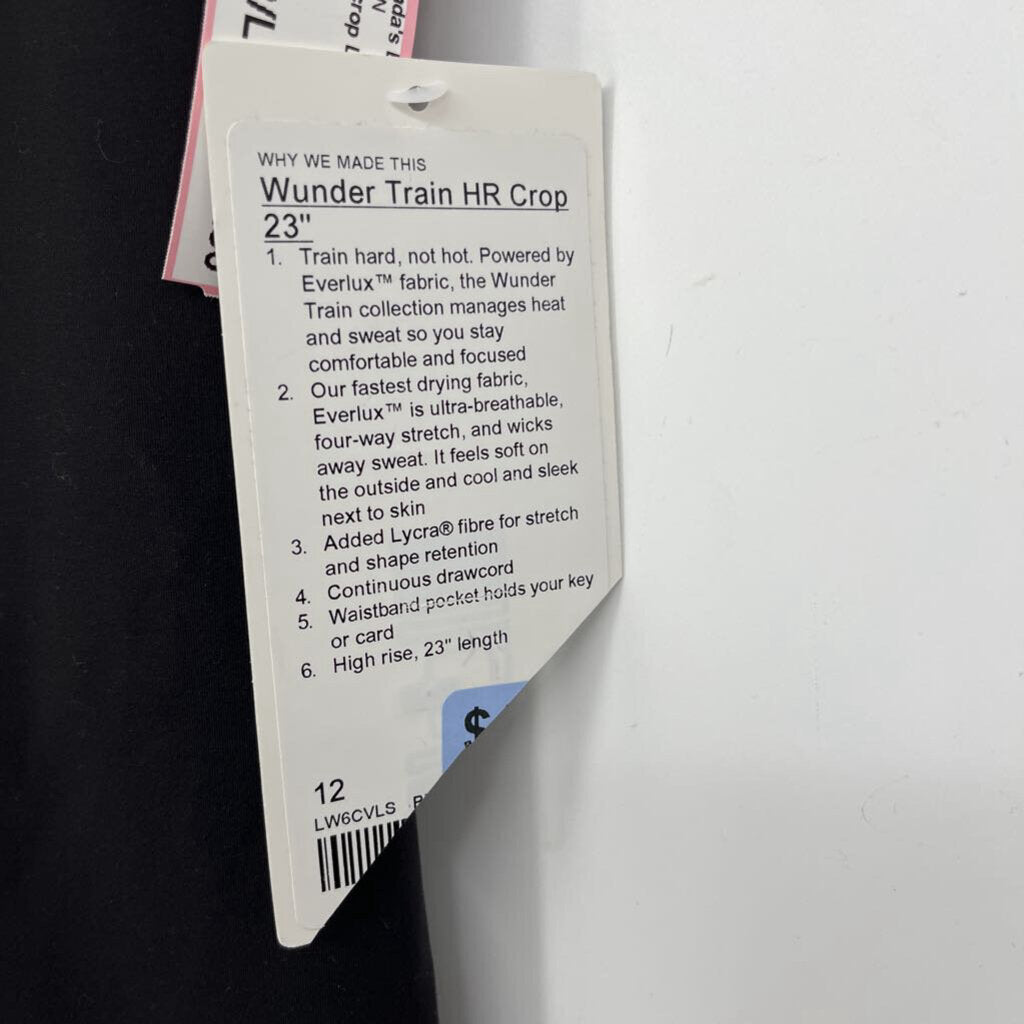 ada's
N
crop
WHY WE MADE THIS
Wunder Train HR Crop
23"
1. Train hard, not hot. Powered by
Everlux™ fabric, the Wunder
Train collection manages heat
and sweat so you stay
comfortable and focused
2. Our fastest drying fabric,
Everlux™ is ultra-breathable,
four-way stretch, and wicks
away sweat. It feels soft on
the outside and cool and sleek
next to skin
3. Added Lycra® fibre for stretch
and shape retention
4. Continuous drawcord
5. Waistband pocket holds your key
or card
6. High rise, 23" length
$
12
LW6CVLS